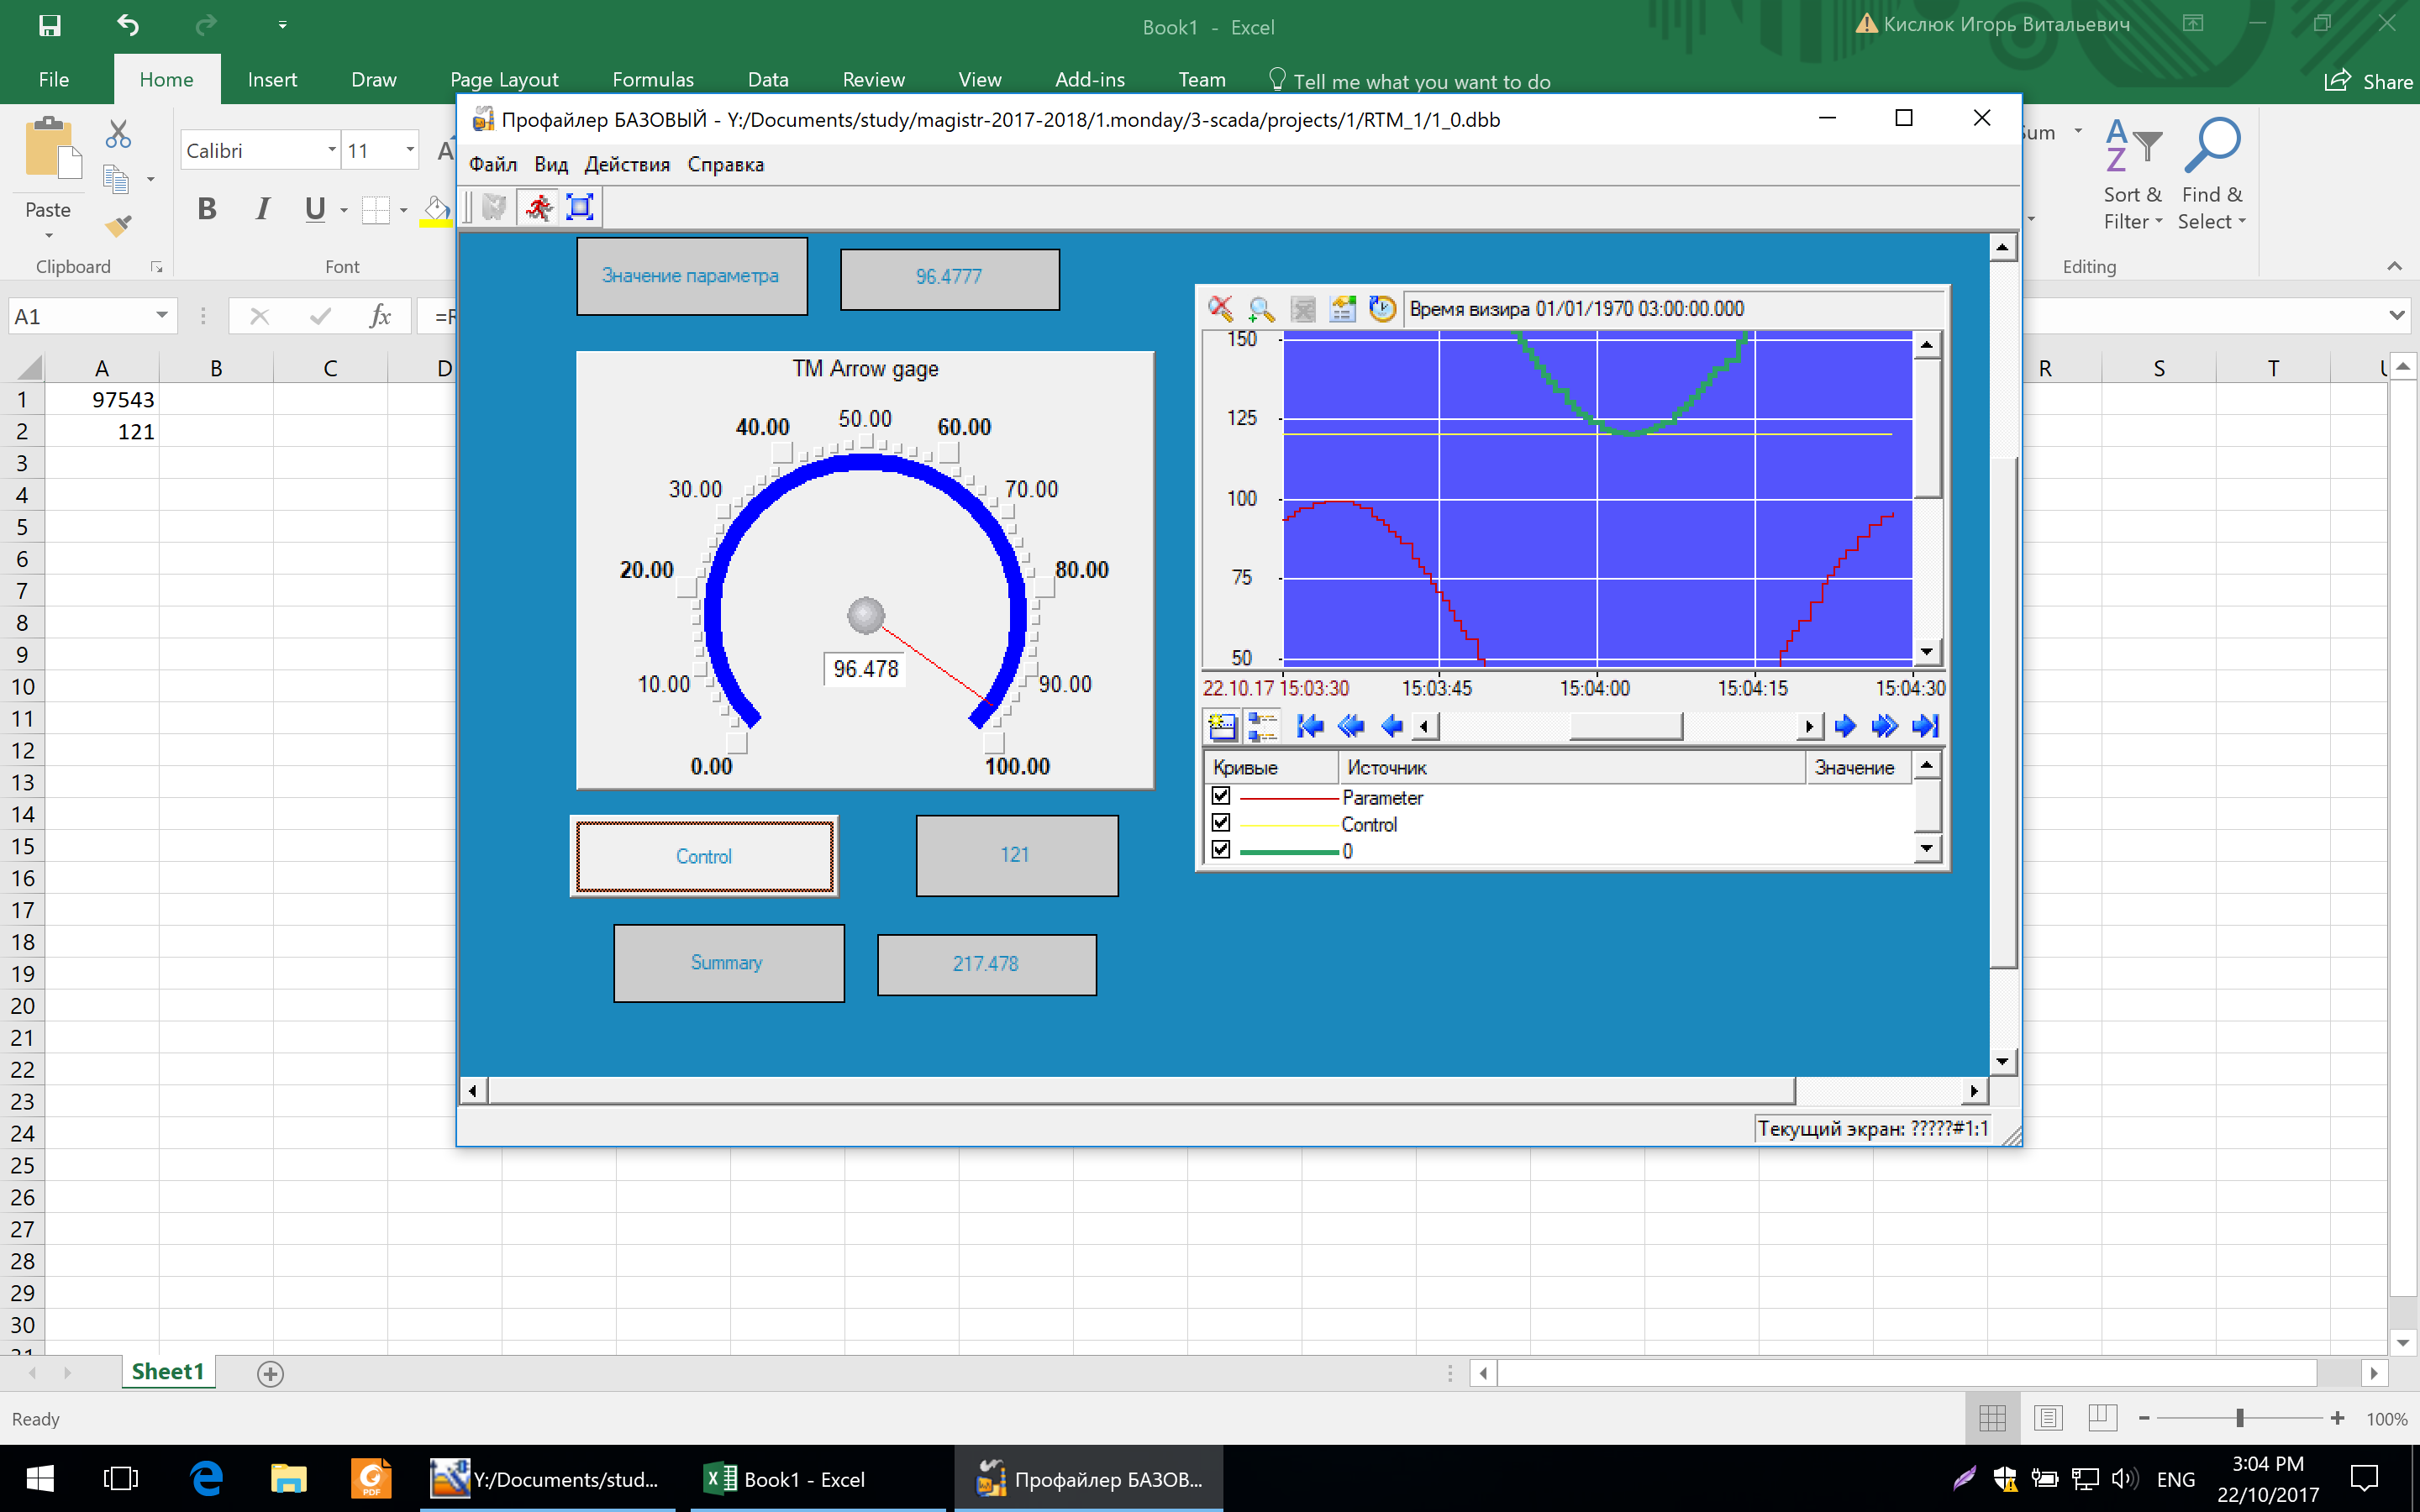 Book1 - Excel
Кислюк Игорь Витальевич
File Home Insert Draw Page Layout Formulas Data Review View Add-ins Team Tell me what you want to do Share
Paste
Clipboard
Calibri 11
B I U
Font
Sort & Filter
Find & Select
Editing
A1
fx
A B C D R S T
1 97543
2 121
3
4
5
6
7
8
9
10
11
12
13
14
15
16
17
18
19
20
21
22
23
24
25
26
27
28
29
30
Профайлер БАЗОВЫЙ - Y:/Documents/study/magistr-2017-2018/1.monday/3-scada/projects/1/RTM_1/1_0.dbb
Файл Вид Действия Справка
Значение параметра
96.4777
TM Arrow gage
0.00
10.00
20.00
30.00
40.00
50.00
60.00
70.00
80.00
90.00
100.00
96.478
Control
121
Summary
217.478
Время визира 01/01/1970 03:00:00.000
150
125
100
75
50
22.10.17 15:03:30 15:03:45 15:04:00 15:04:15 15:04:30
Кривые Источник Значение
Parameter
Control
0
Текущий экран: ?????#1:1
Sheet1
Ready
100%
Y:/Documents/stud...
Book1 - Excel
Профайлер БАЗОВ...
ENG
3:04 PM
22/10/2017